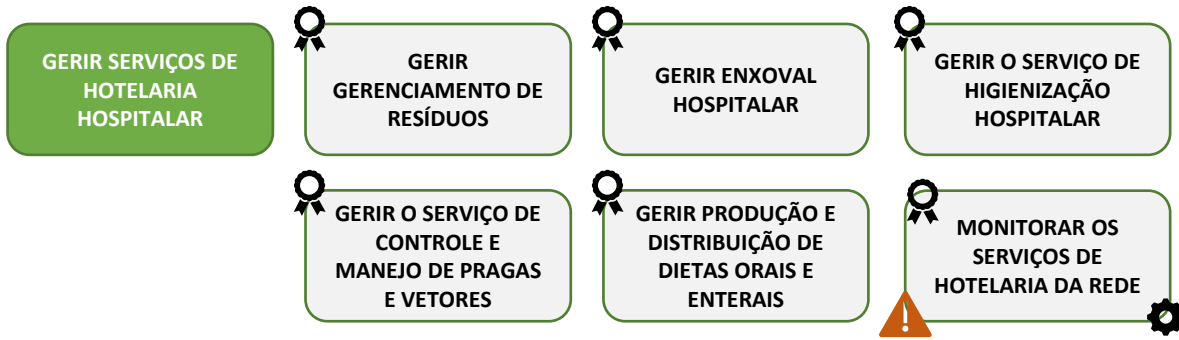 GERIR SERVIÇOS DE
HOTELARIA
HOSPITALAR
GERIR
GERENCIAMENTO DE
RESÍDUOS
GERIR ENXOVAL
HOSPITALAR
GERIR O SERVIÇO DE
HIGIENIZAÇÃO
HOSPITALAR
GERIR O SERVIÇO DE
CONTROLE E
MANEJO DE PRAGAS
E VETORES
GERIR PRODUÇÃO E
DISTRIBUIÇÃO DE
DIETAS ORAIS E
ENTERAIS
MONITORAR OS
SERVIÇOS DE
HOTELARIA DA REDE